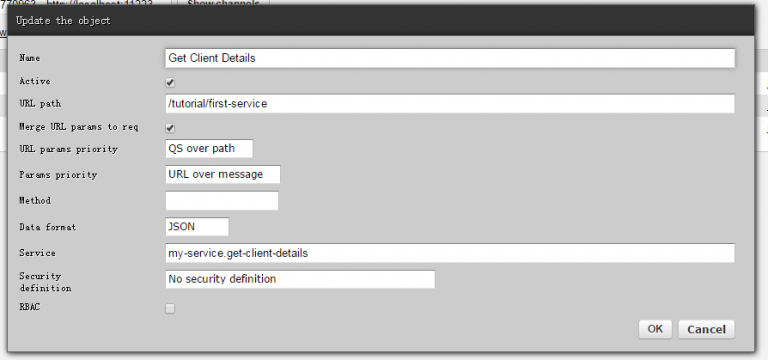 http://localhost:11223
Show channels
Update the object
Name Get Client Details
Active
URL path /tutorial/first-service
Merge URL params to req
URL params priority QS over path
Params priority URL over message
Method
Data format JSON
Service my-service.get-client-details
Security
definition No security definition
RBAC
OK Cancel